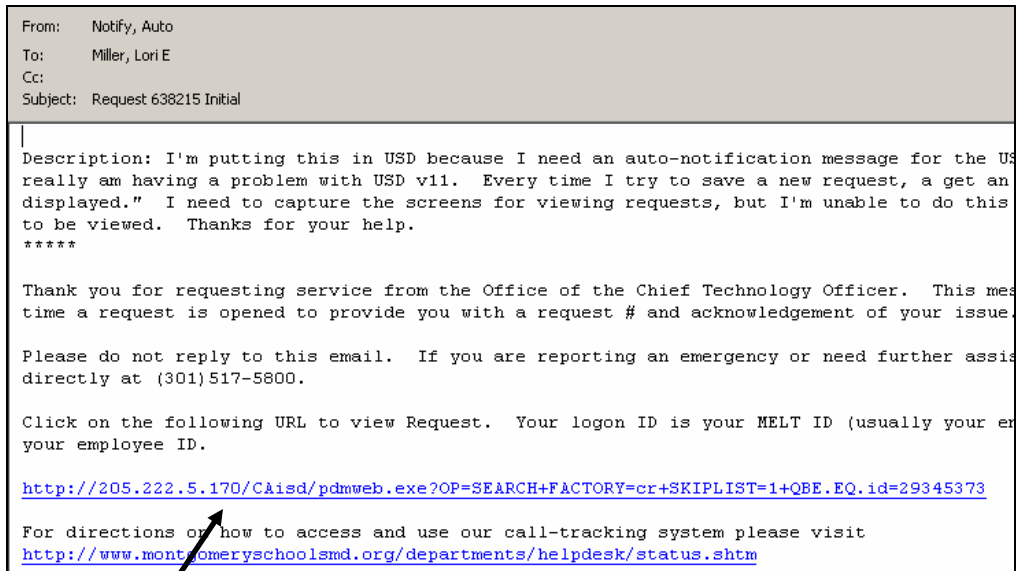 From: Notify, Auto
To: Miller, Lori E
Cc:
Subject: Request 638215 Initial
Description: I'm putting this in USD because I need an auto-notification message for the US
really am having a problem with USD v11. Every time I try to save a new request, a get an
displayed." I need to capture the screens for viewing requests, but I'm unable to do this
to be viewed. Thanks for your help.
*****
Thank you for requesting service from the Office of the Chief Technology Officer. This mes
time a request is opened to provide you with a request # and acknowledgement of your issue.
Please do not reply to this email. If you are reporting an emergency or need further assis
directly at (301)517-5800.
Click on the following URL to view Request. Your logon ID is your MELT ID (usually your em
your employee ID.
http://205.222.5.170/CAisd/pdmweb.exe?OP=SEARCH+FACTORY=cr+SKIPLIST=1+QBE.EQ.id=29345373
For directions on how to access and use our call-tracking system please visit
http://www.montgomeryschoolsmd.org/departments/helpdesk/status.shtm